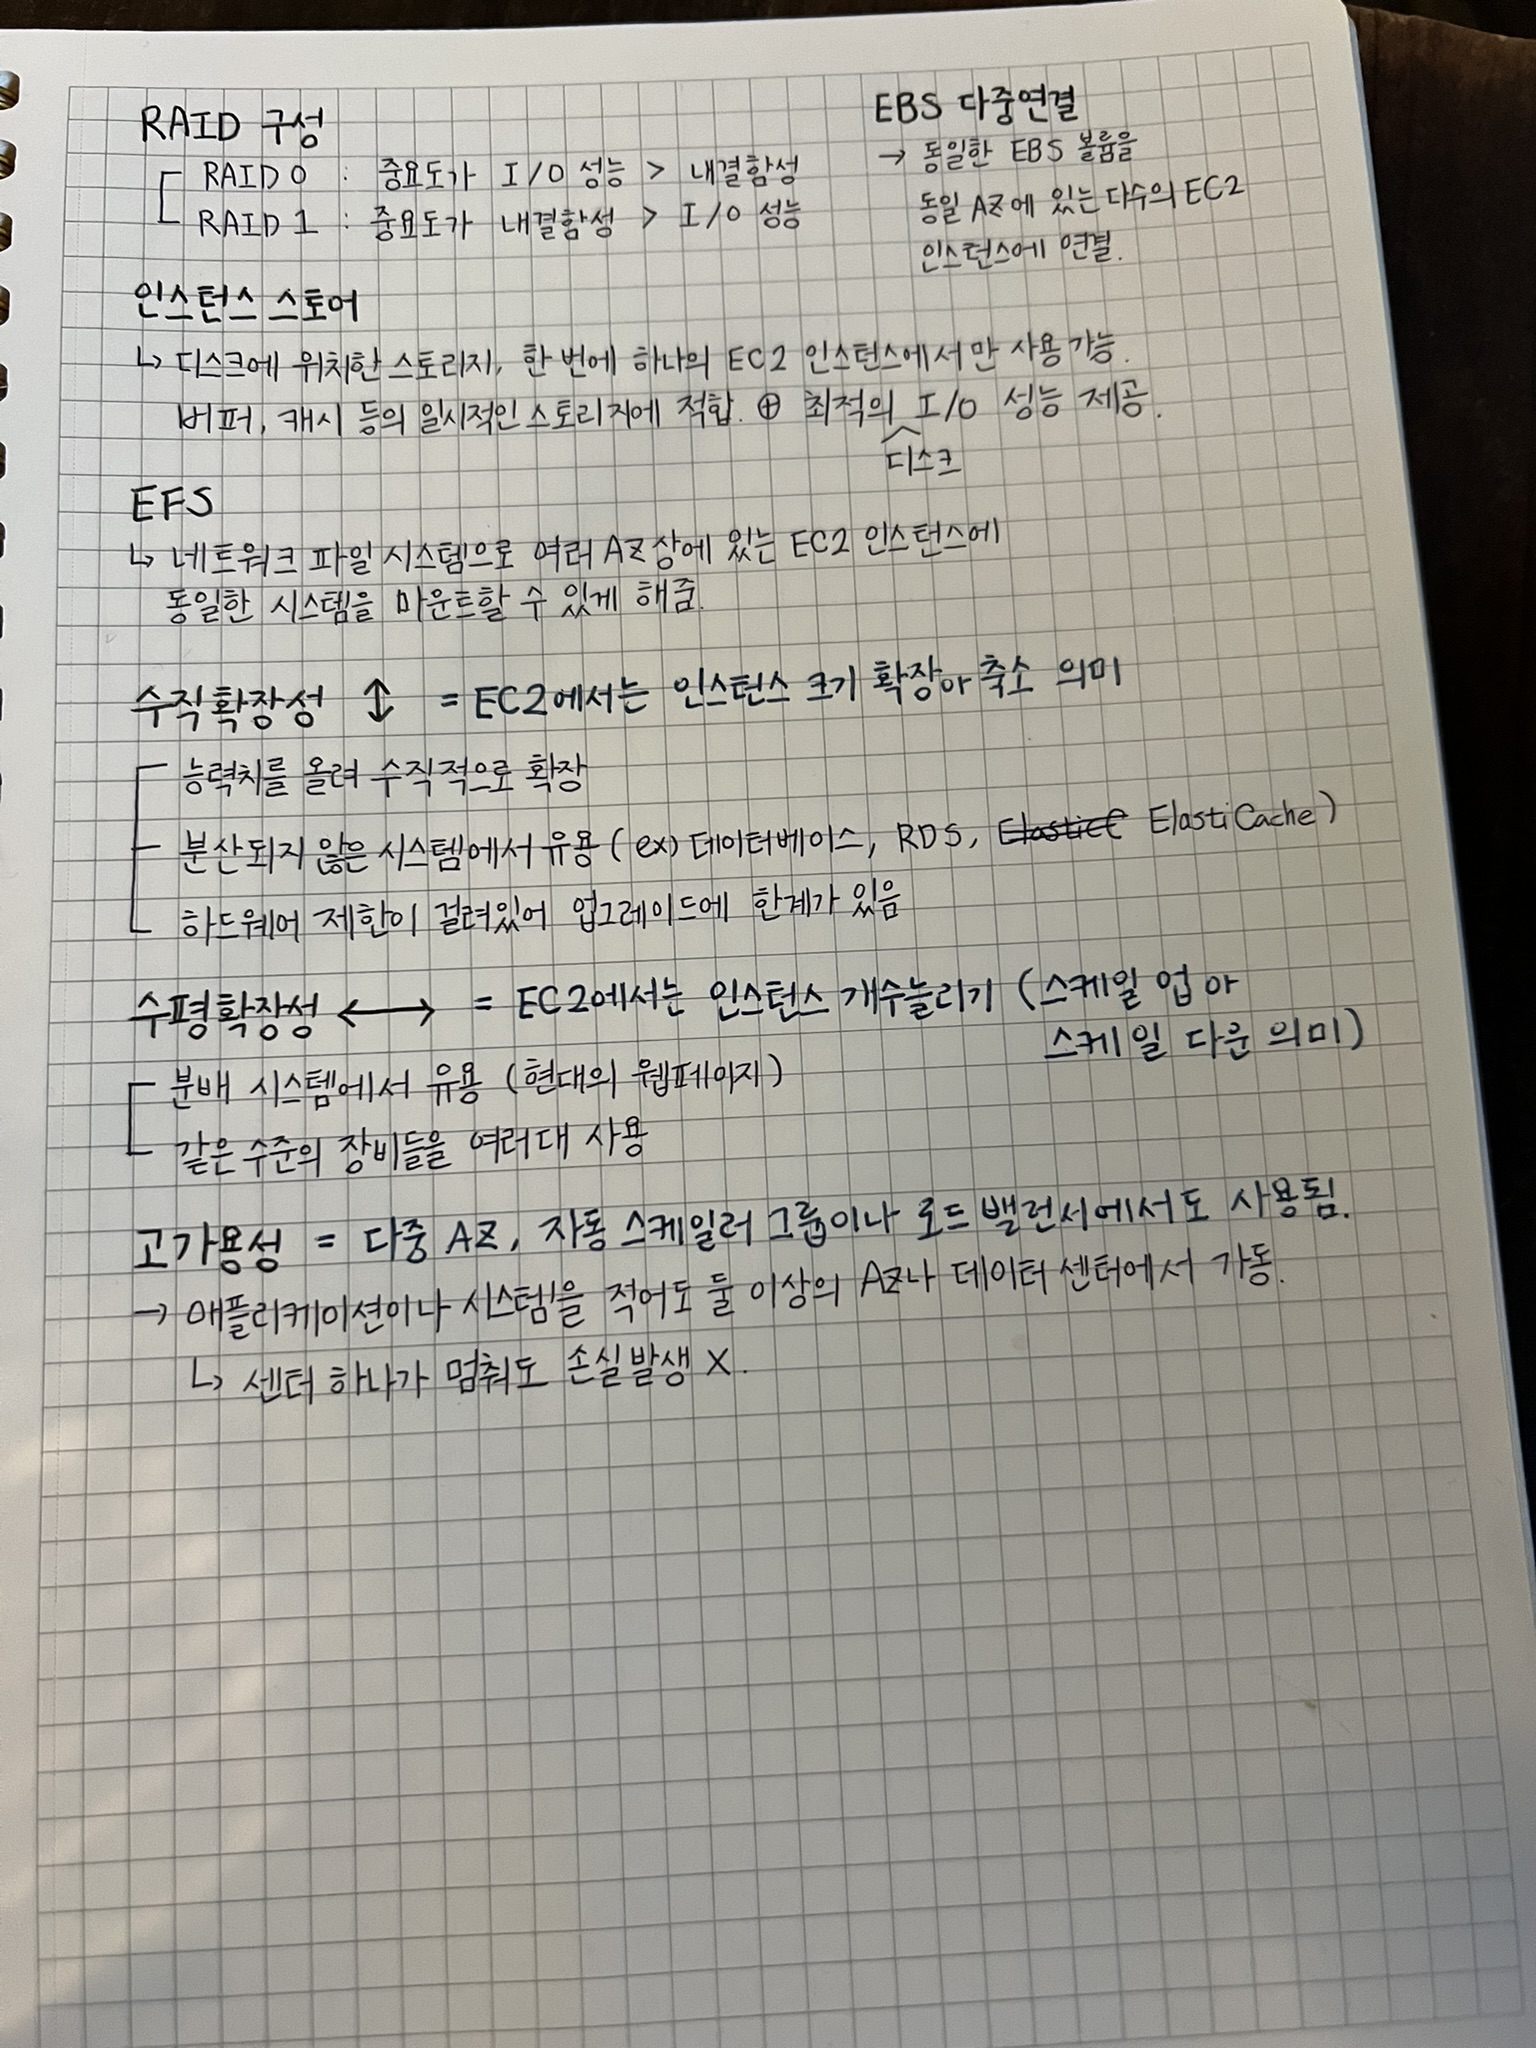 RAID 구성
RAID 0 : 중요도가 I/O 성능 > 내결함성
RAID 1 : 중요도가 내결함성 > I/O 성능
EBS 다중연결
→ 동일한 EBS 볼륨을
동일 AZ에 있는 다수의 EC2
인스턴스에 연결.
인스턴스 스토어
↳ 디스크에 위치한 스토리지, 한 번에 하나의 EC2 인스턴스에서만 사용 가능.
버퍼, 캐시 등의 일시적인 스토리지에 적합. ⊕ 최적의 I/O 성능 제공.
디스크
EFS
↳ 네트워크 파일 시스템으로 여러 AZ상에 있는 EC2 인스턴스에
동일한 시스템을 마운트할 수 있게 해줌.
수직확장성 ↕ = EC2에서는 인스턴스 크기 확장아 축소 의미
능력치를 올려 수직적으로 확장
분산되지 않은 시스템에서 유용 (ex) 데이터베이스, RDS, ElastiCache)
하드웨어 제한이 걸려있어 업그레이드에 한계가 있음
수평확장성 ←→ = EC2에서는 인스턴스 개수늘리기 (스케일 업 아
스케일 다운 의미)
분배 시스템에서 유용 (현대의 웹페이지)
같은 수준의 장비들을 여러대 사용
고가용성 = 다중 AZ, 자동 스케일러 그룹이나 로드 밸런서에서도 사용됨.
→ 애플리케이션이나 시스템을 적어도 둘 이상의 AZ나 데이터 센터에서 가동.
↳ 센터 하나가 멈춰도 손실발생 X.